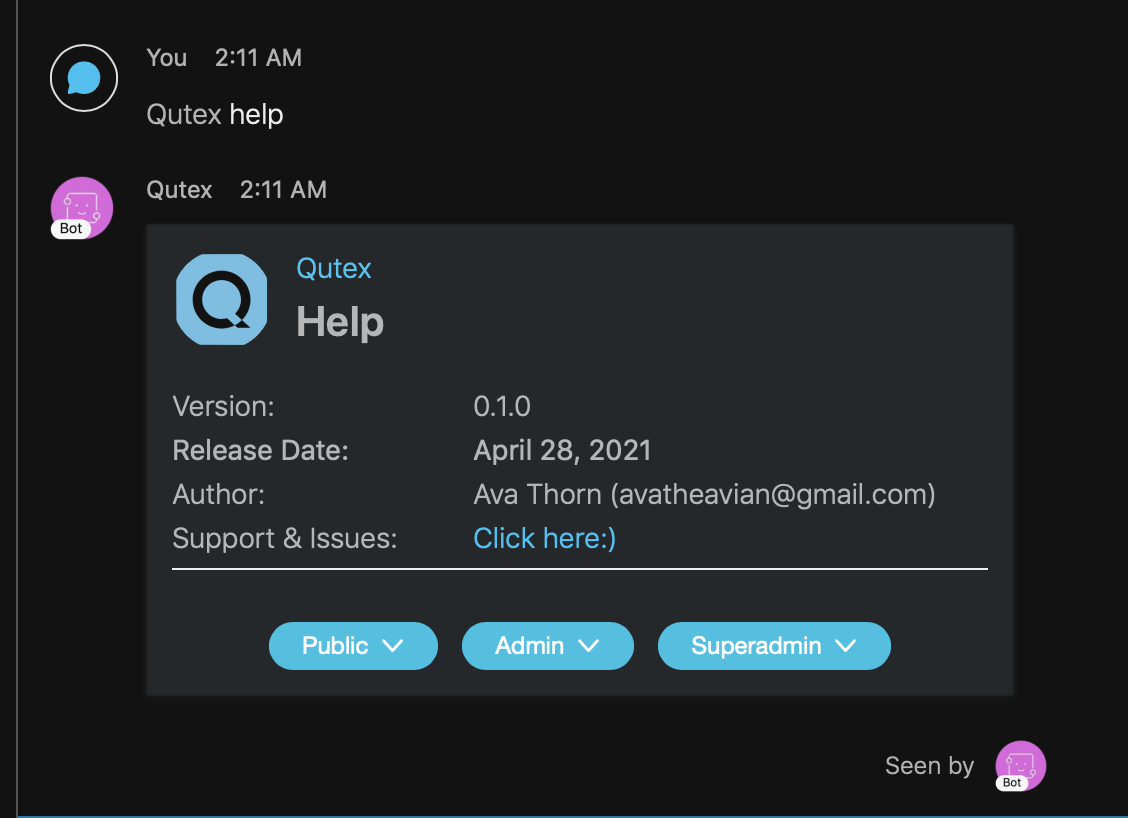 You 2:11 AM
Qutex help
Qutex 2:11 AM
Bot
Q
Qutex
Help
Version: 0.1.0
Release Date: April 28, 2021
Author: Ava Thorn (avatheavian@gmail.com)
Support & Issues: Click here:)
Public Admin Superadmin
Seen by
Bot